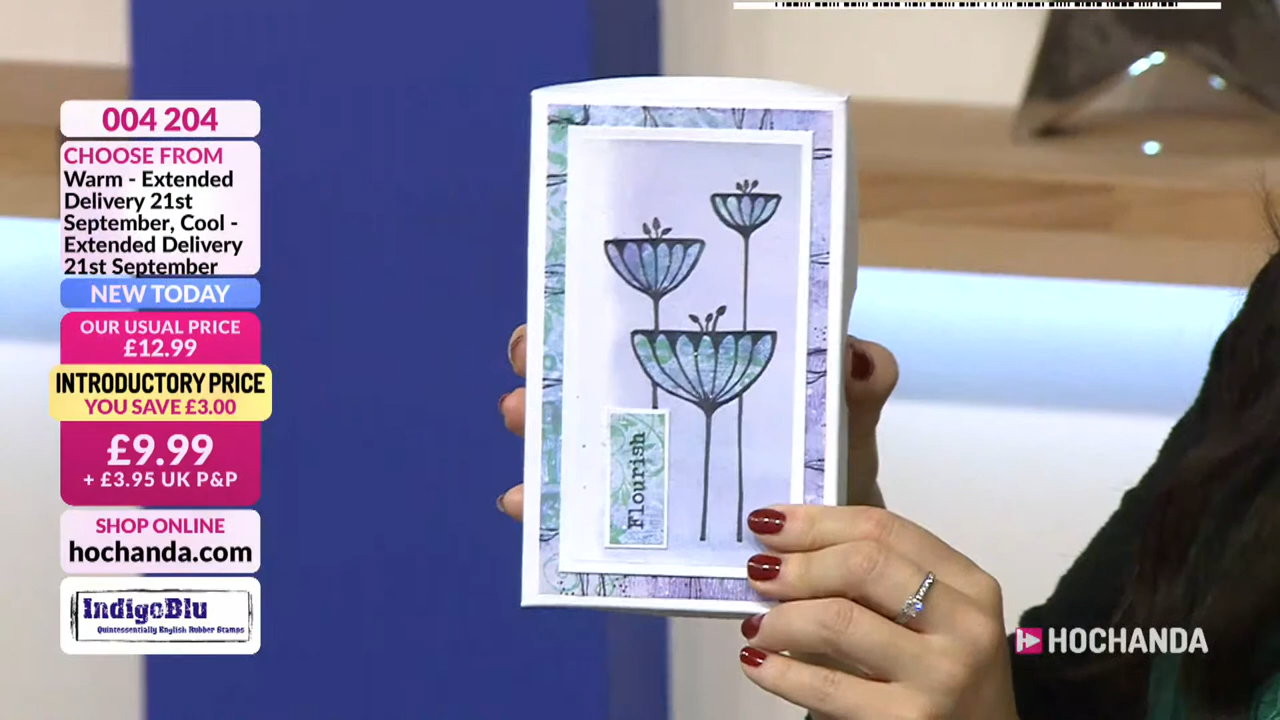 004 204
CHOOSE FROM
Warm - Extended
Delivery 21st
September, Cool -
Extended Delivery
21st September
NEW TODAY
OUR USUAL PRICE
£12.99
INTRODUCTORY PRICE
YOU SAVE £3.00
£9.99
+ £3.95 UK P&P
SHOP ONLINE
hochanda.com
IndigoBlu
Quintessentially English Rubber Stamps
Flourish
HOCHANDA